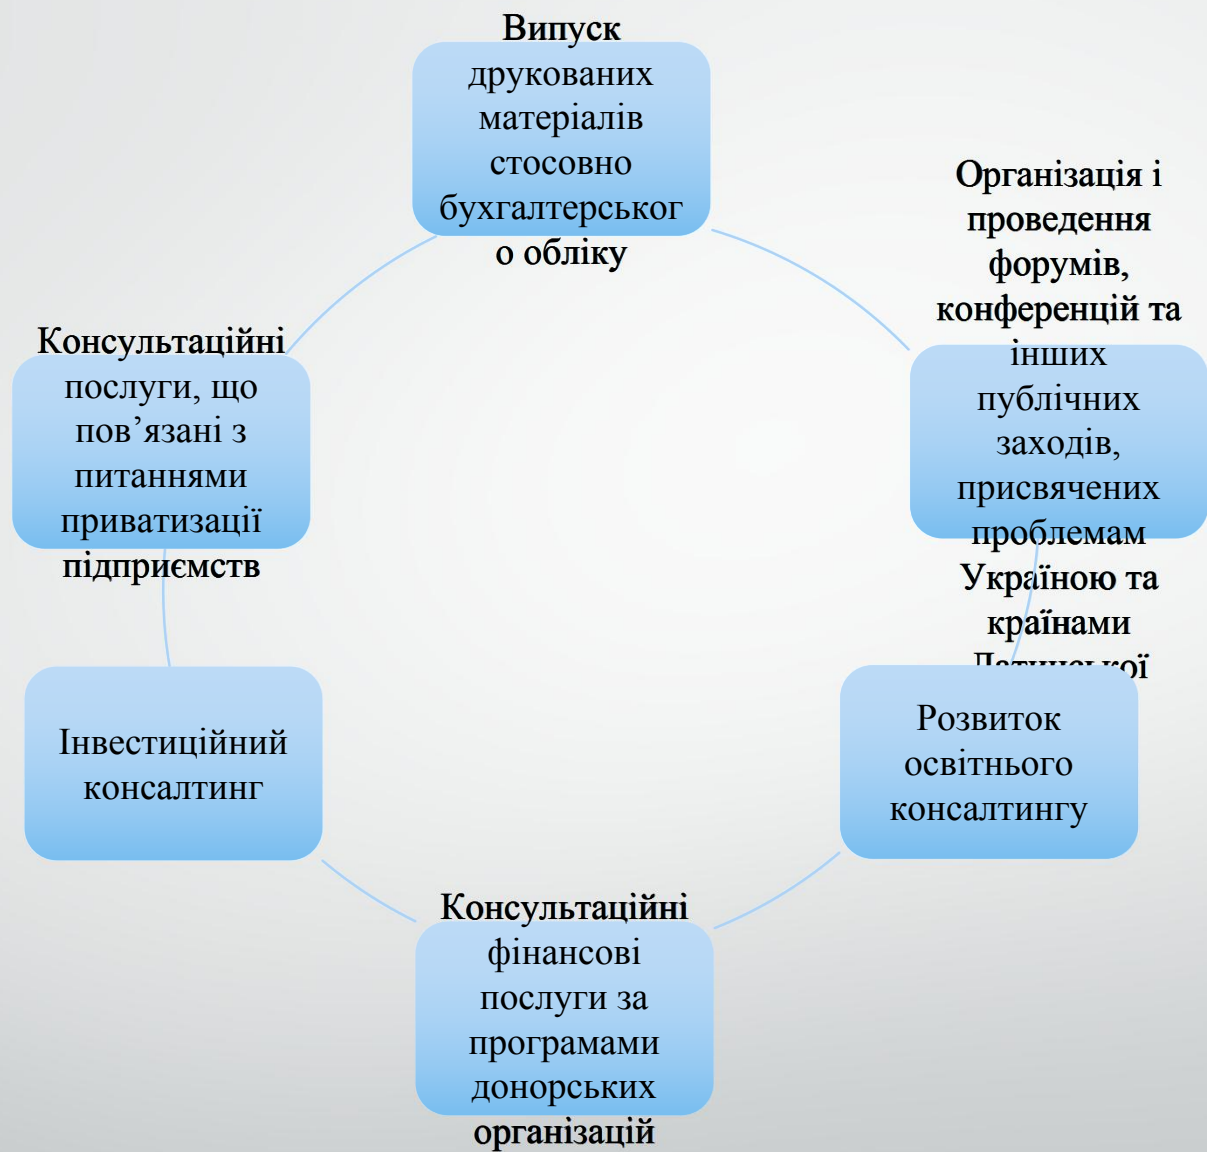 Випуск
друкованих
матеріалів
стосовно
бухгалтерськог
о обліку
Організація і
проведення
форумів,
конференцій та
інших
публічних
заходів,
присвячених
проблемам
Україною та
країнами
Латинської
Розвиток
освітнього
консалтингу
Консультаційні
фінансові
послуги за
програмами
донорських
організацій
Інвестиційний
консалтинг
Консультаційні
послуги, що
пов’язані з
питаннями
приватизації
підприємств